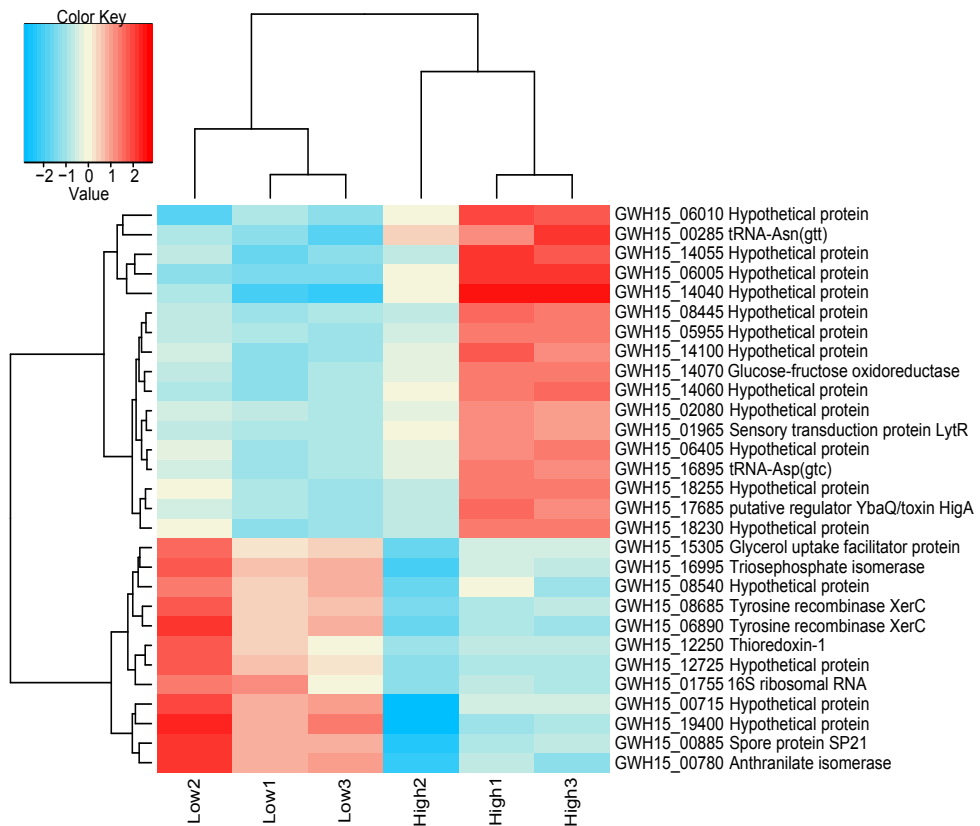 Color Key
−2 −1 0 1 2
Value
GWH15_06010 Hypothetical protein
GWH15_00285 tRNA-Asn(gtt)
GWH15_14055 Hypothetical protein
GWH15_06005 Hypothetical protein
GWH15_14040 Hypothetical protein
GWH15_08445 Hypothetical protein
GWH15_05955 Hypothetical protein
GWH15_14100 Hypothetical protein
GWH15_14070 Glucose-fructose oxidoreductase
GWH15_14060 Hypothetical protein
GWH15_02080 Hypothetical protein
GWH15_01965 Sensory transduction protein LytR
GWH15_06405 Hypothetical protein
GWH15_16895 tRNA-Asp(gtc)
GWH15_18255 Hypothetical protein
GWH15_17685 putative regulator YbaQ/toxin HigA
GWH15_18230 Hypothetical protein
GWH15_15305 Glycerol uptake facilitator protein
GWH15_16995 Triosephosphate isomerase
GWH15_08540 Hypothetical protein
GWH15_08685 Tyrosine recombinase XerC
GWH15_06890 Tyrosine recombinase XerC
GWH15_12250 Thioredoxin-1
GWH15_12725 Hypothetical protein
GWH15_01755 16S ribosomal RNA
GWH15_00715 Hypothetical protein
GWH15_19400 Hypothetical protein
GWH15_00885 Spore protein SP21
GWH15_00780 Anthranilate isomerase
Low2 Low1 Low3 High2 High1 High3